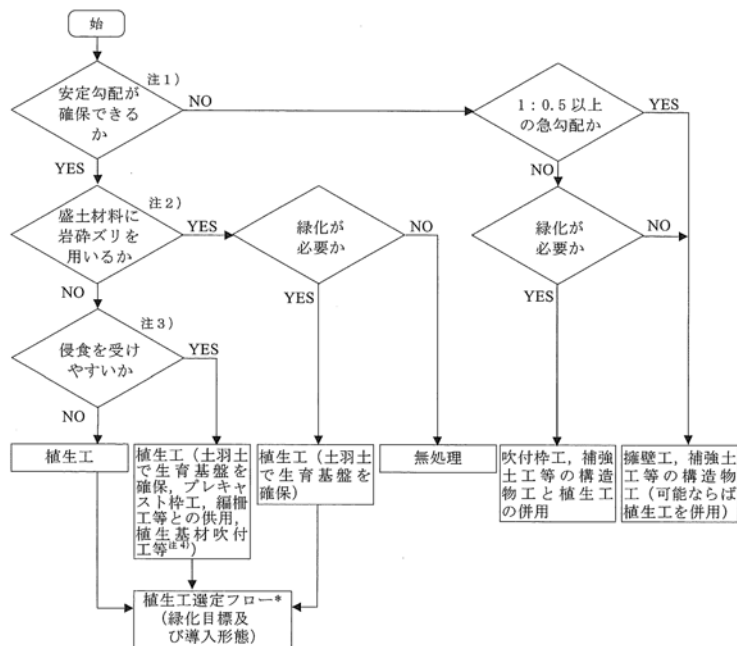 始
注1)
安定勾配が
確保できる
か
NO
YES
1：0.5以上
の急勾配か
YES
NO
注2)
盛土材料に
岩砕ズリを
用いるか
YES
NO
緑化が
必要か
NO
YES
緑化が
必要か
NO
YES
注3)
侵食を受け
やすいか
YES
NO
植生工
植生工（土羽土
で生育基盤を
確保，プレキャ
スト枠工，編柵
工等との併用，
植生基材吹付
工等注4)）
植生工（土羽土
で生育基盤を
確保）
無処理
吹付枠工，補強
土工等の構造
物工と植生工
の併用
擁壁工，補強土
工等の構造物
工（可能ならば
植生工を併用）
植生工選定フロー*
（緑化目標及
び導入形態）